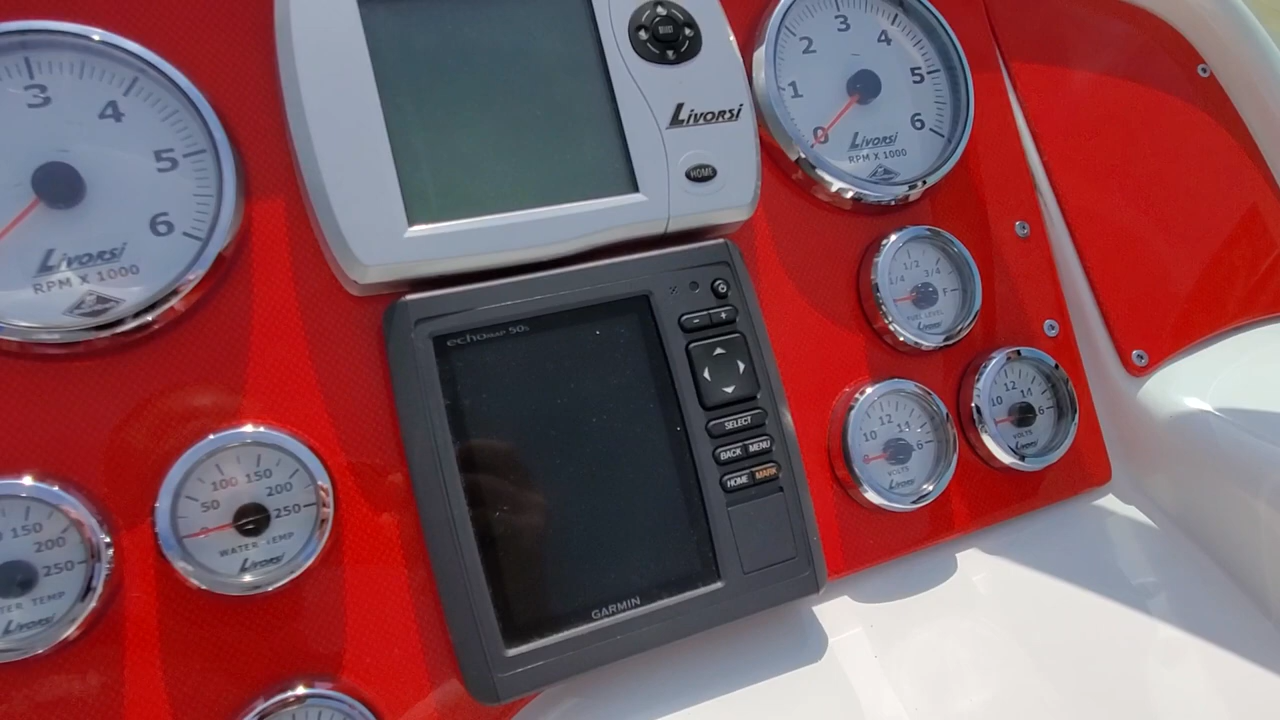 3
4
5
6
LIVORSI
RPM X 1000
LIVORSI
HOME
0
1
2
3
4
5
6
LIVORSI
RPM X 1000
echoMAP 50s
- +
SELECT
BACK MENU
HOME MARK
GARMIN
1/4 1/2 3/4 F
FUEL LEVEL
LIVORSI
8 10 12 14 16
VOLTS
LIVORSI
10 12 14 16
VOLTS
LIVORSI
50 100 150 200 250
WATER TEMP
LIVORSI
150 200 250
TER TEMP
LIVORSI